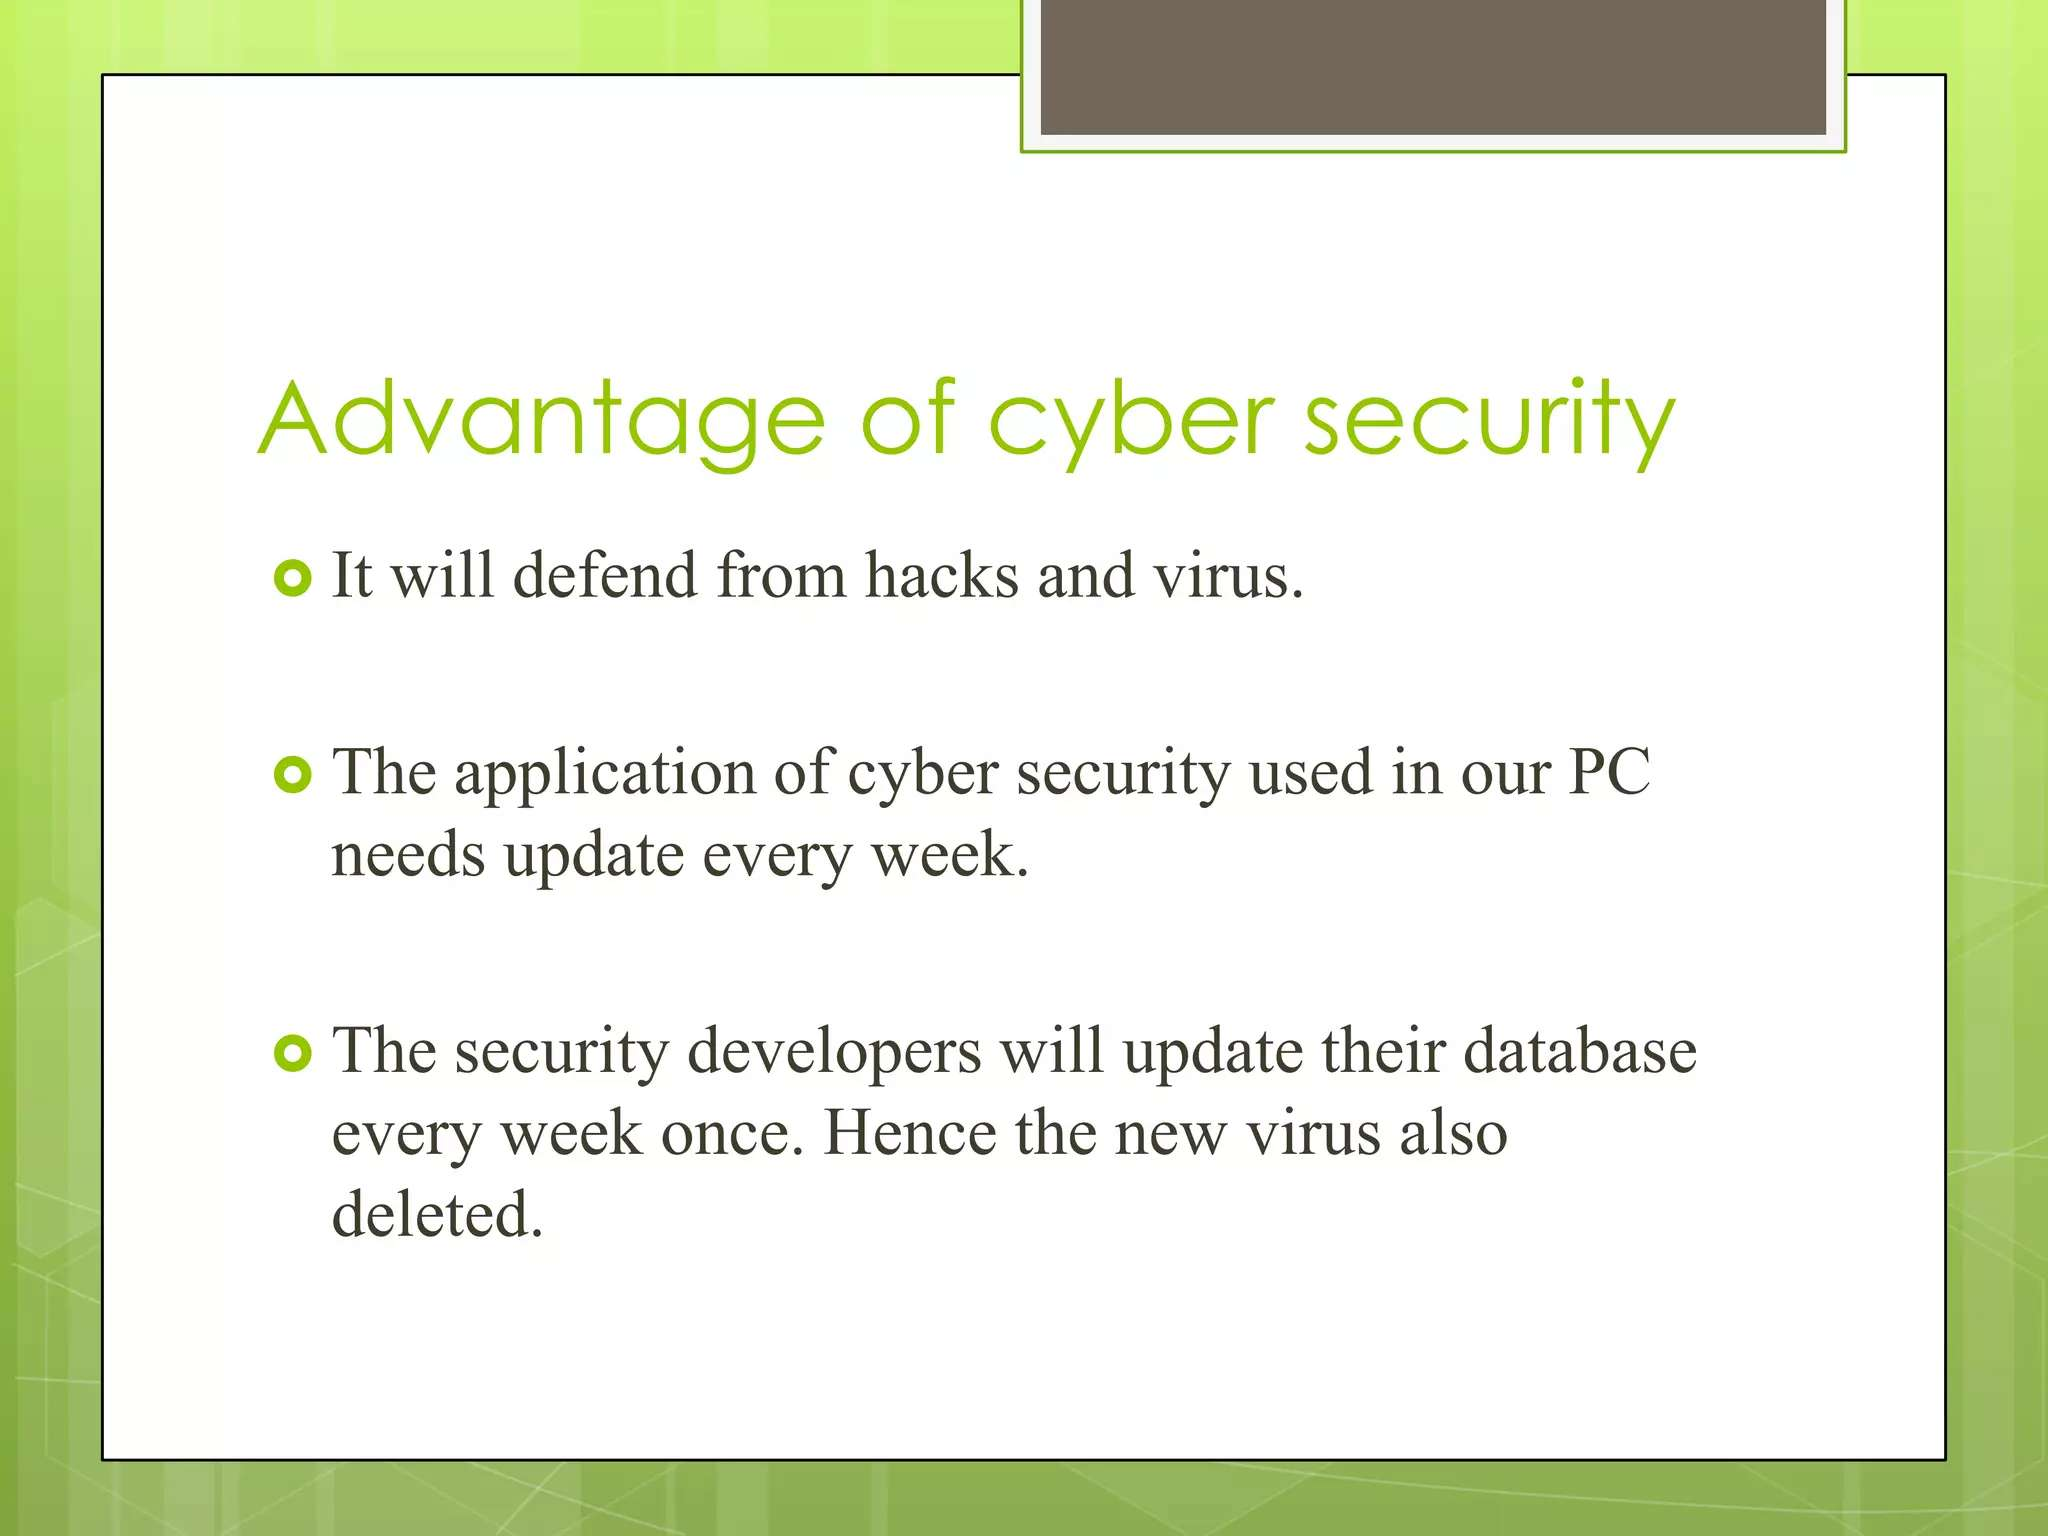 Advantage of cyber security
It will defend from hacks and virus.
The application of cyber security used in our PC
needs update every week.
The security developers will update their database
every week once. Hence the new virus also
deleted.